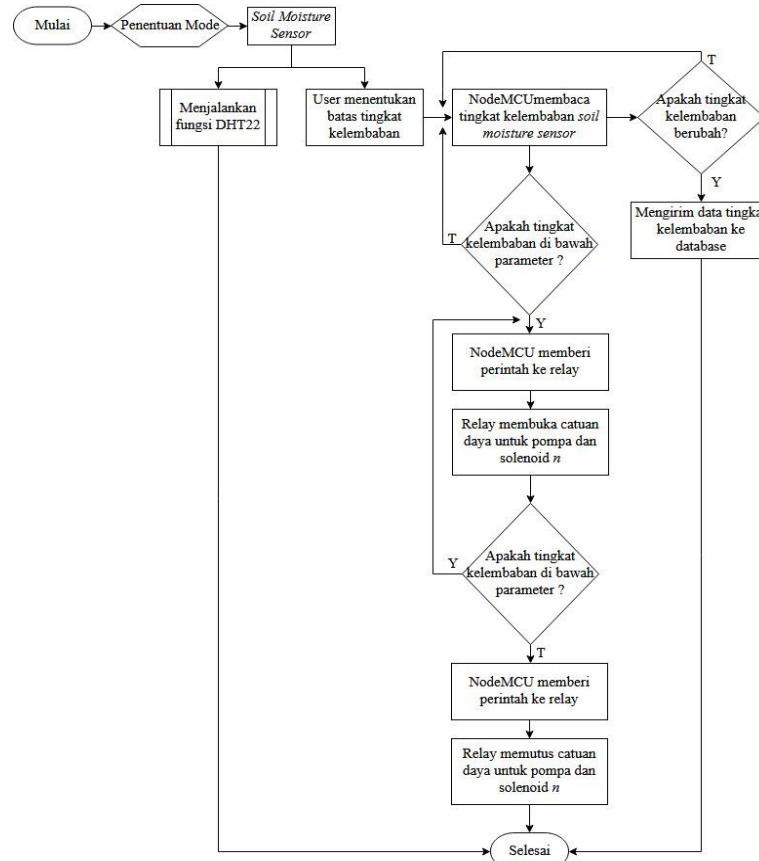 Mulai
Penentuan Mode
Soil Moisture
Sensor
Menjalankan
fungsi DHT22
User menentukan
batas tingkat
kelembaban
NodeMCUmembaca
tingkat kelembaban soil
moisture sensor
T
Apakah tingkat
kelembaban
berubah?
Y
Mengirim data tingkat
kelembaban ke
database
Apakah tingkat
kelembaban di bawah
parameter ?
T
Y
NodeMCU memberi
perintah ke relay
Relay membuka catuan
daya untuk pompa dan
solenoid n
Apakah tingkat
kelembaban di bawah
parameter ?
Y
T
NodeMCU memberi
perintah ke relay
Relay memutus catuan
daya untuk pompa dan
solenoid n
Selesai